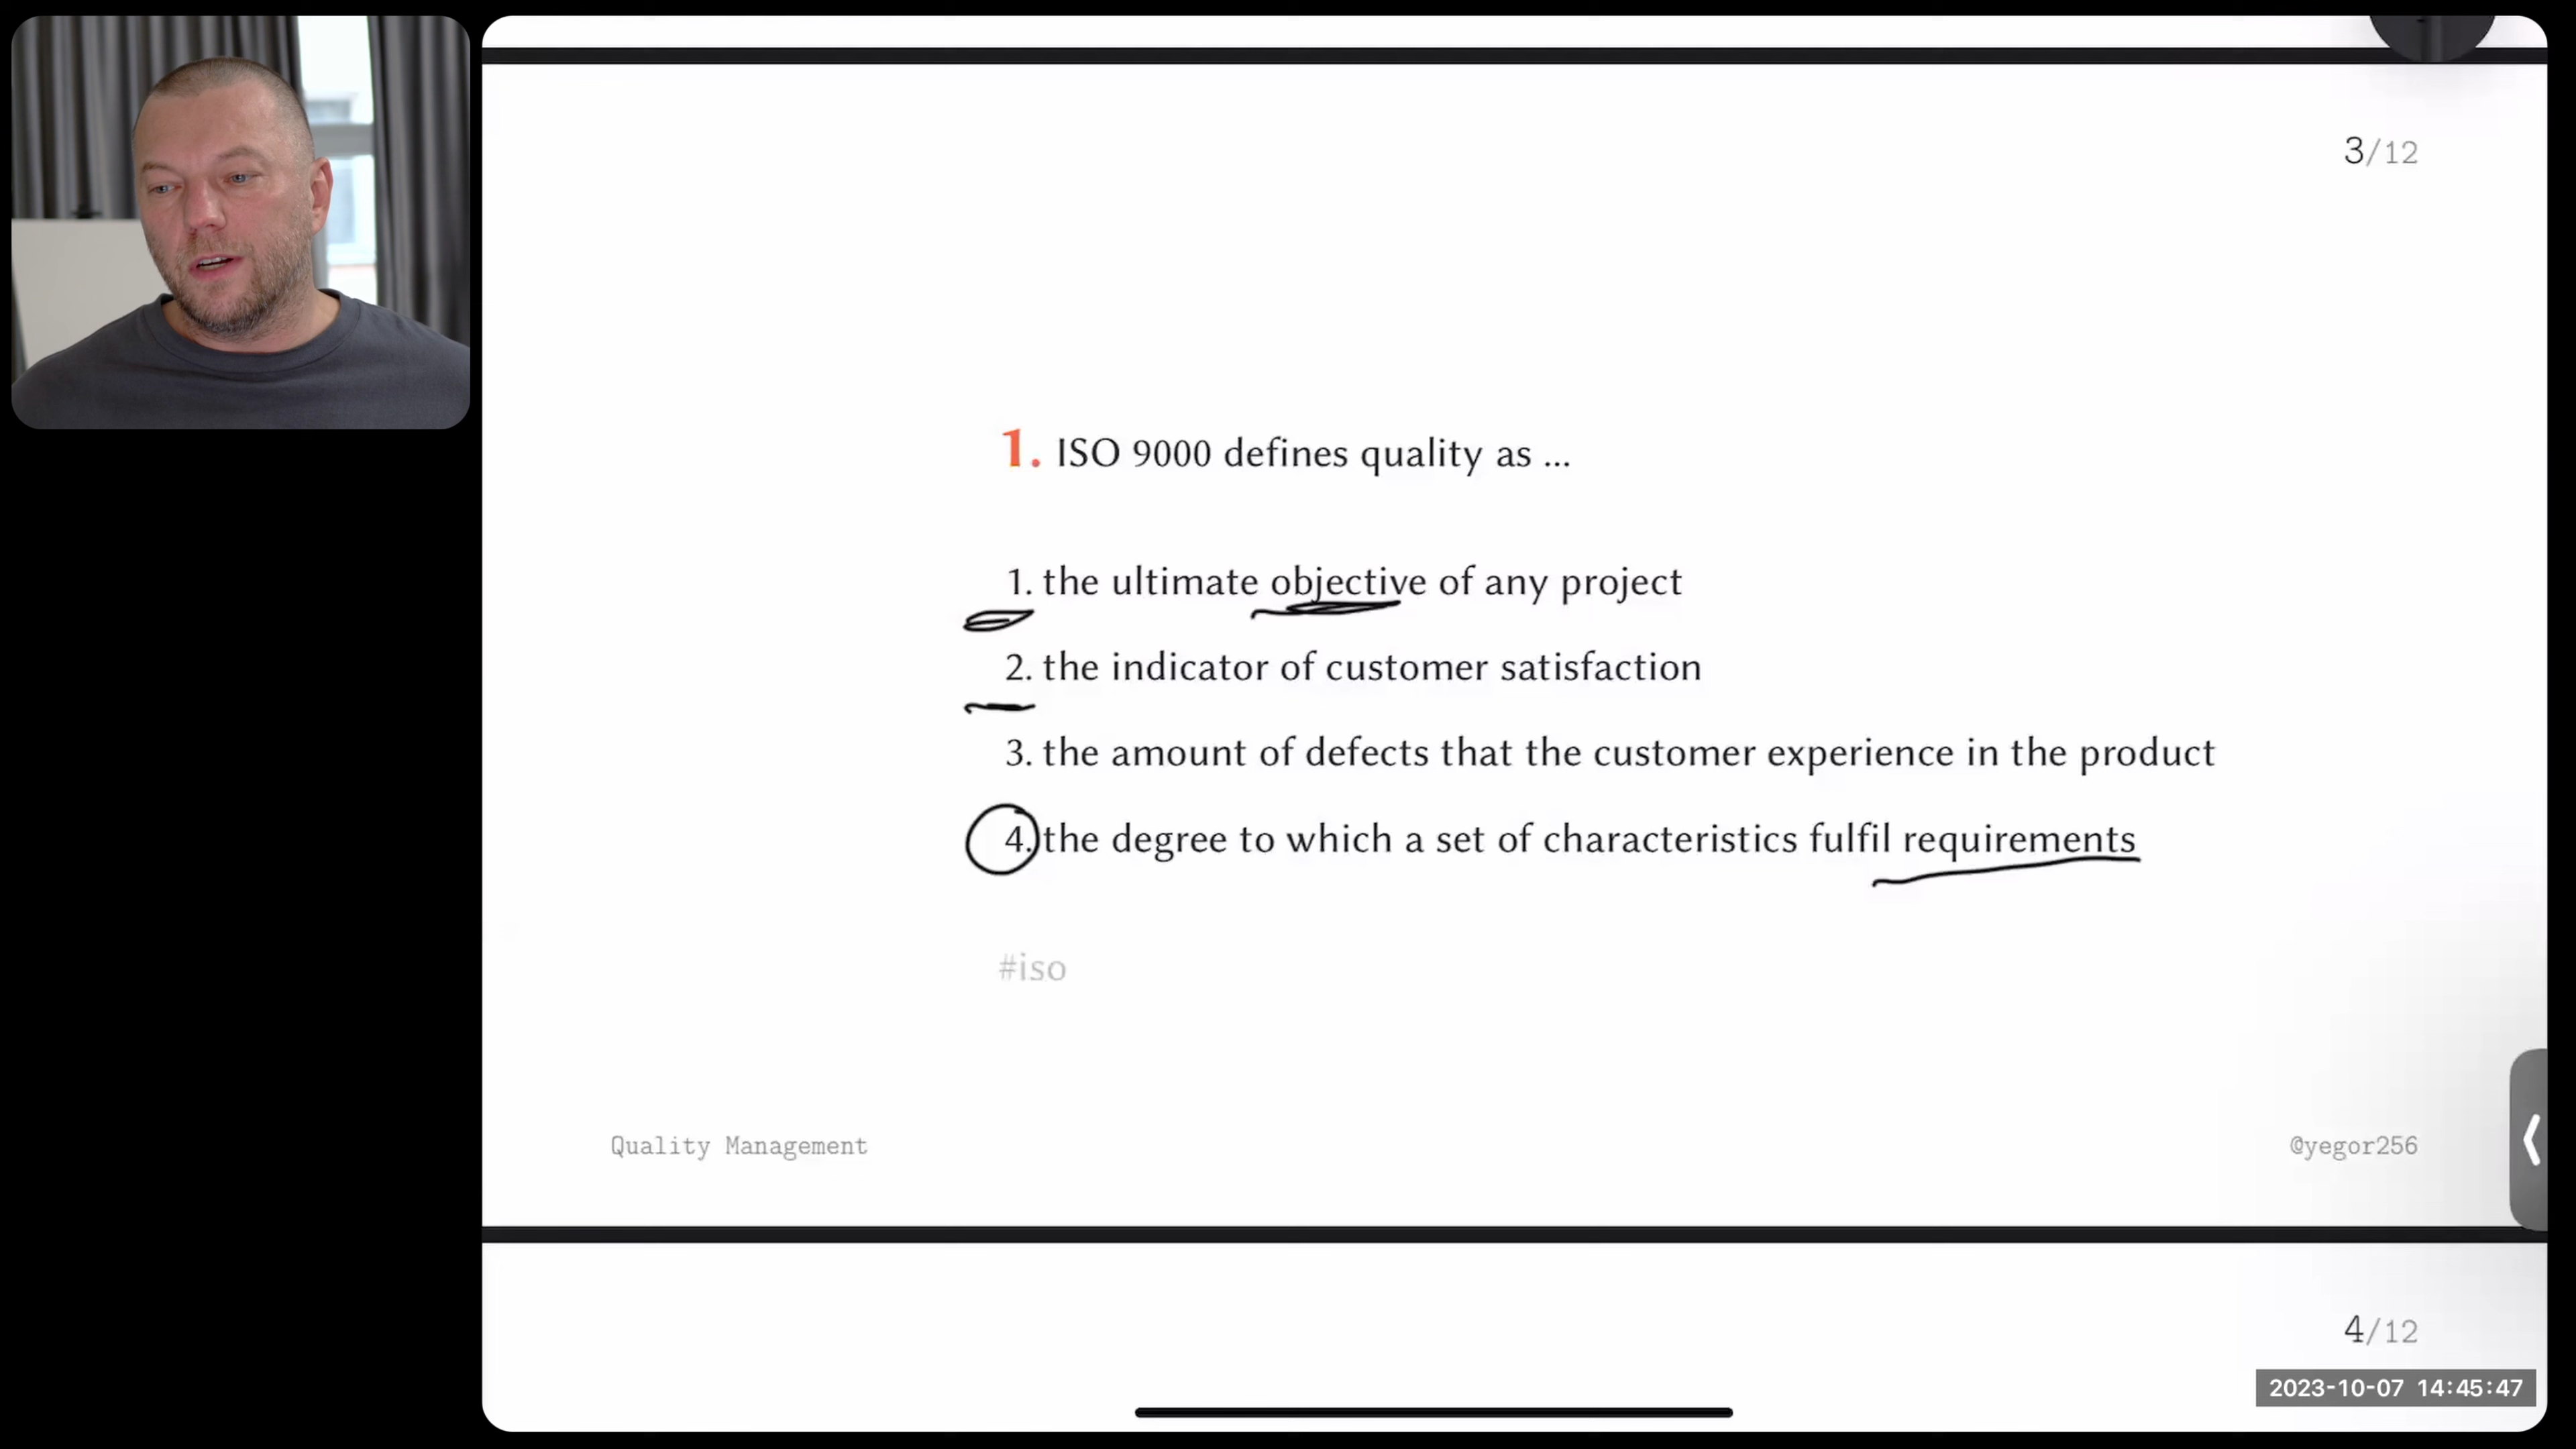 3/12
1. ISO 9000 defines quality as ...
1. the ultimate objective of any project
2. the indicator of customer satisfaction
3. the amount of defects that the customer experience in the product
4. the degree to which a set of characteristics fulfil requirements
#iso
Quality Management
@yegor256
4/12
2023-10-07 14:45:47